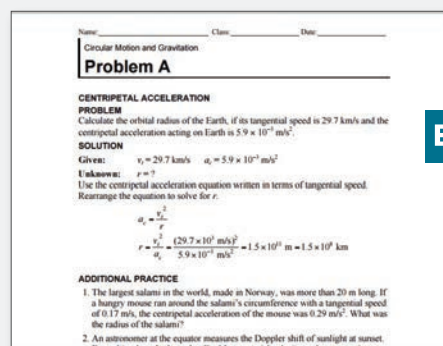 Name: Class: Date:
Circular Motion and Gravitation
Problem A
CENTRIPETAL ACCELERATION
PROBLEM
Calculate the orbital radius of the Earth, if its tangential speed is 29.7 km/s and the
centripetal acceleration acting on Earth is 5.9 × 10⁻³ m/s².
SOLUTION
Given: vₜ = 29.7 km/s a꜀ = 5.9 × 10⁻³ m/s²
Unknown: r = ?
Use the centripetal acceleration equation written in terms of tangential speed.
Rearrange the equation to solve for r.
a꜀ = vₜ²/r
r = vₜ²/a꜀ = (29.7 × 10³ m/s)²/5.9 × 10⁻³ m/s² = 1.5 × 10¹¹ m = 1.5 × 10⁸ km
ADDITIONAL PRACTICE
1. The largest salami in the world, made in Norway, was more than 20 m long. If
a hungry mouse ran around the salami's circumference with a tangential speed
of 0.17 m/s, the centripetal acceleration of the mouse was 0.29 m/s². What was
the radius of the salami?
2. An astronomer at the equator measures the Doppler shift of sunlight at sunset.
E